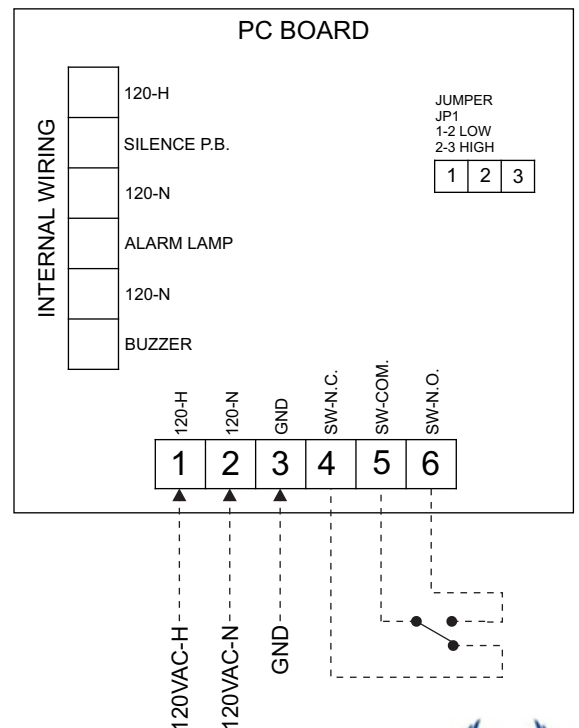 PC BOARD
INTERNAL WIRING
120-H
SILENCE P.B.
120-N
ALARM LAMP
120-N
BUZZER
JUMPER
JP1
1-2 LOW
2-3 HIGH
1 2 3
120-H
120-N
GND
SW-N.C.
SW-COM.
SW-N.O.
1 2 3 4 5 6
120VAC-H
120VAC-N
GND